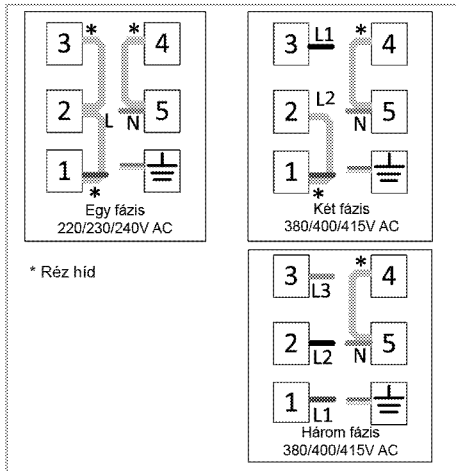 * *
3 4
2 L N 5
1
*
Egy fázis
220/230/240V AC
3 L1 * 4
L2
2 N 5
1
*
Két fázis
380/400/415V AC
* Réz híd
3 L3 * 4
2 L2 N 5
1 L1
Három fázis
380/400/415V AC